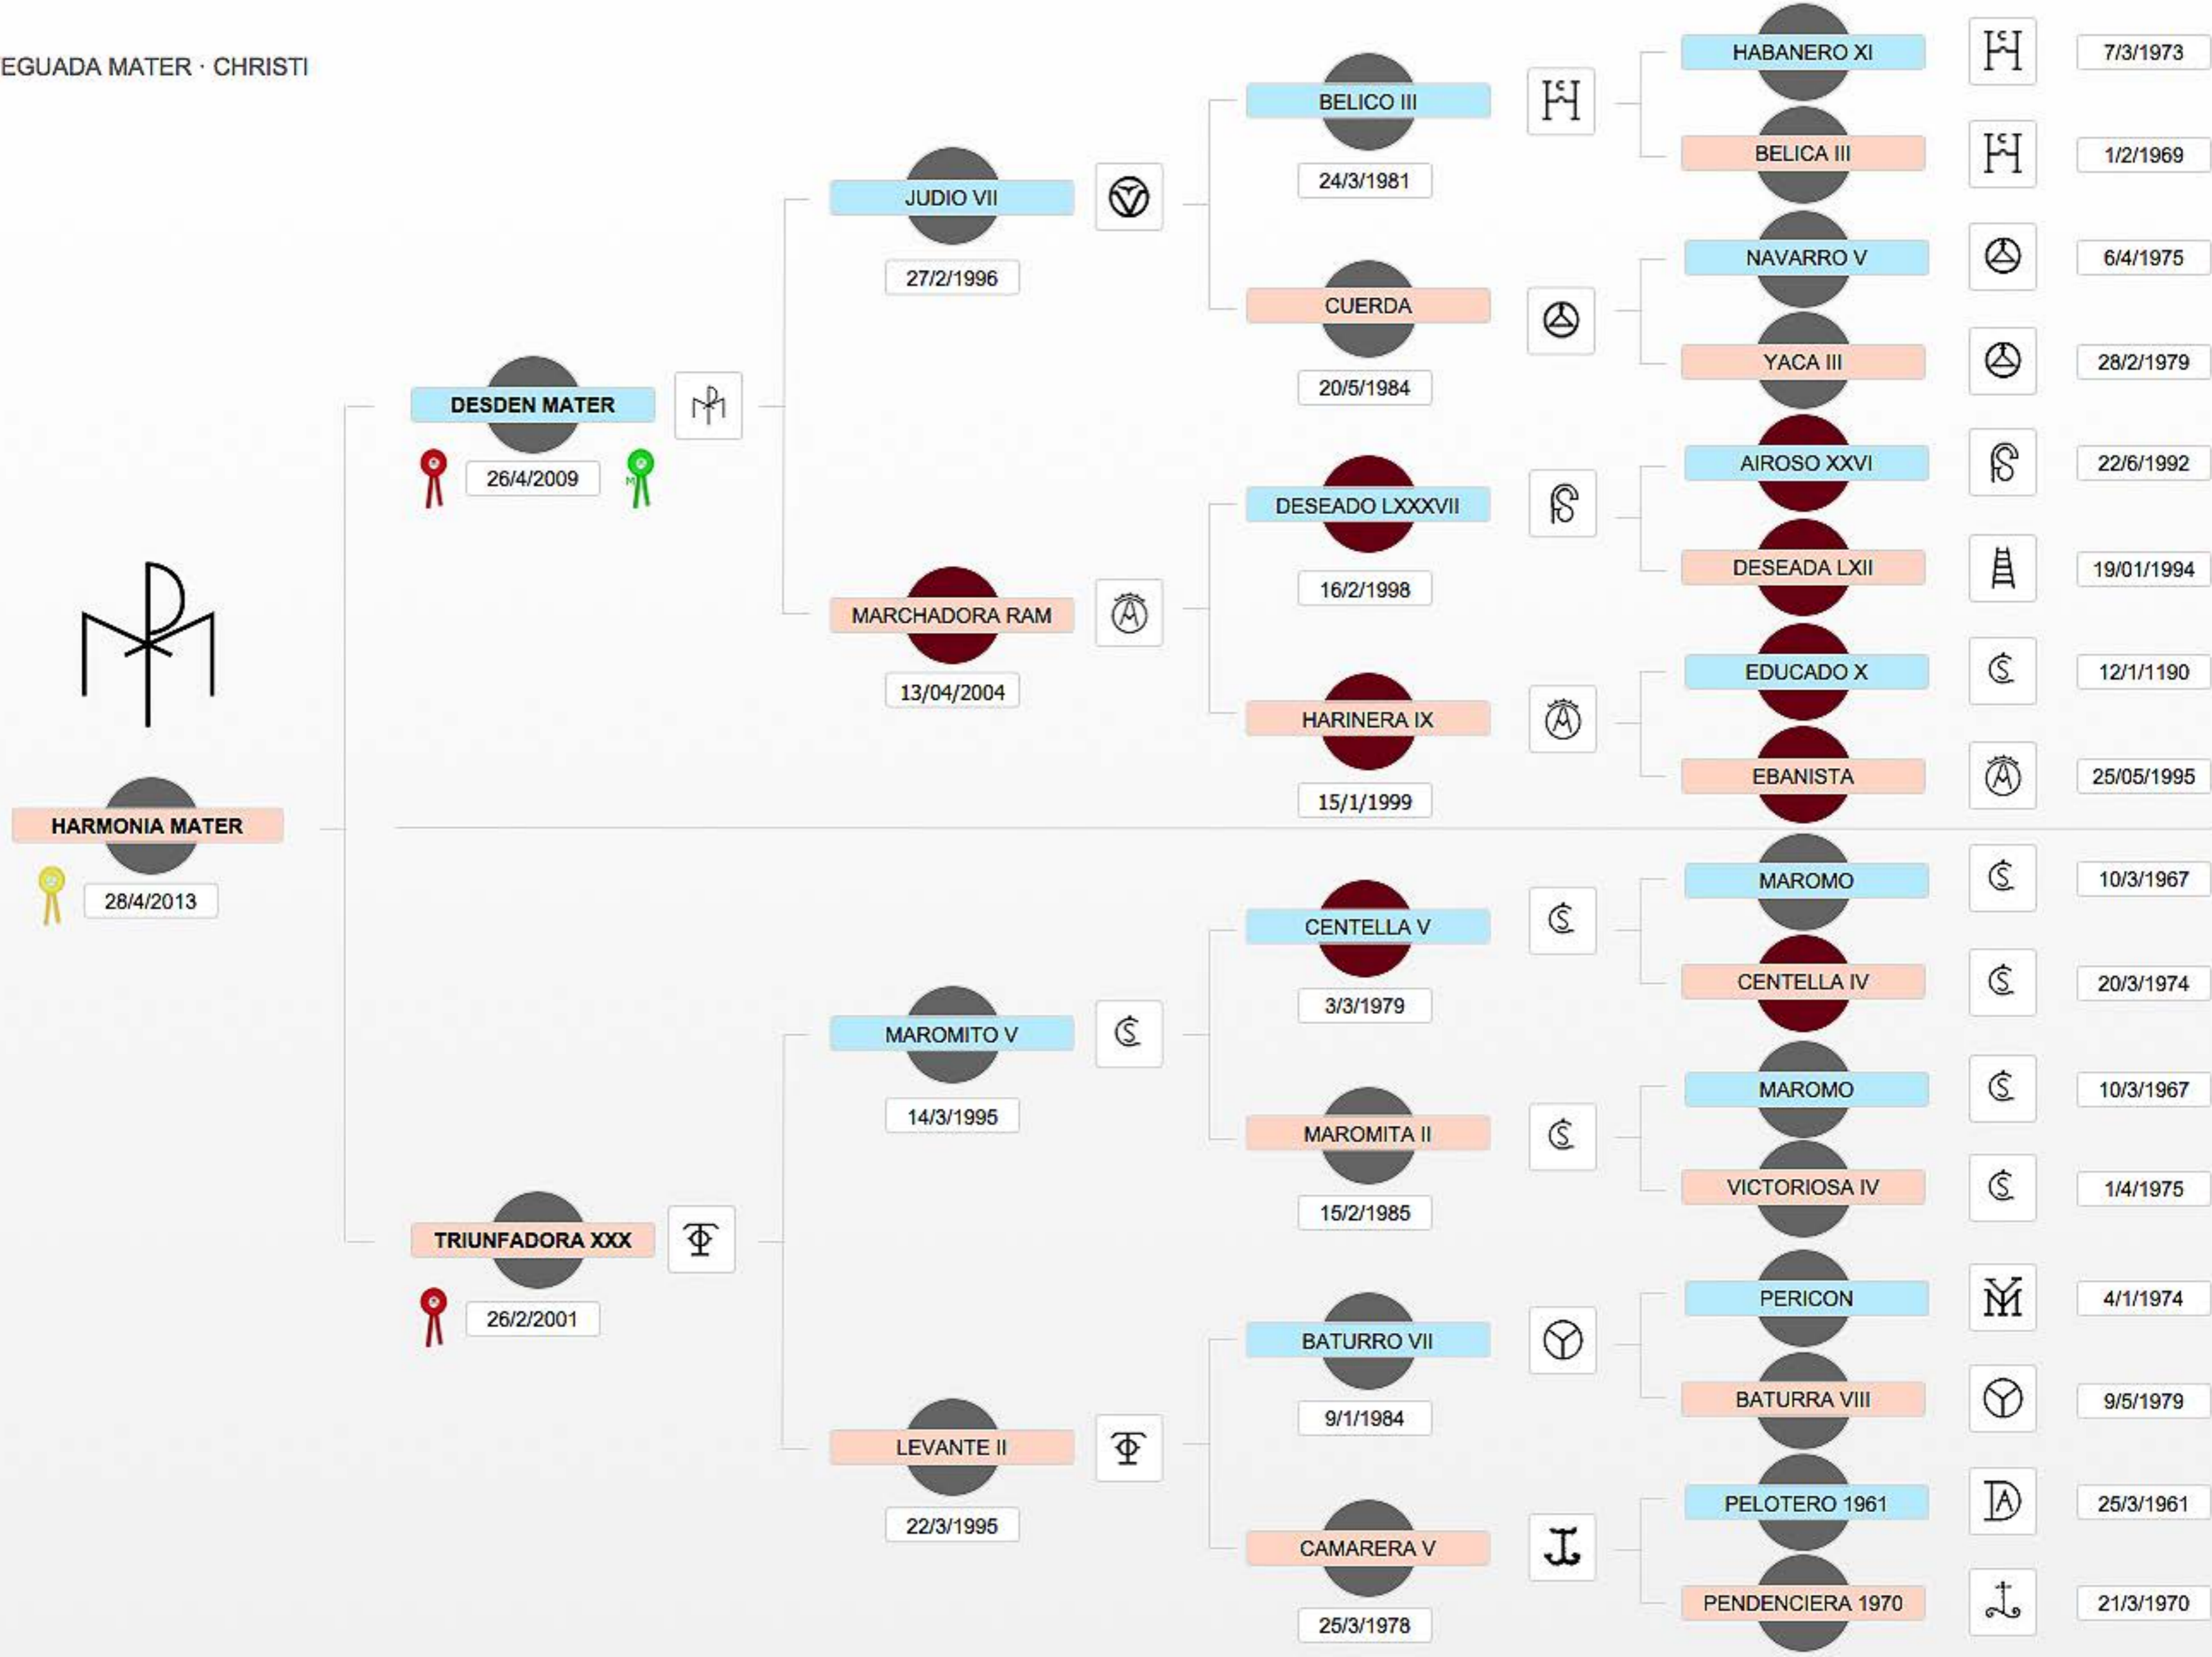 EGUADA MATER · CHRISTI
HARMONIA MATER
28/4/2013
DESDEN MATER
26/4/2009
M
TRIUNFADORA XXX
26/2/2001
JUDIO VII
27/2/1996
MARCHADORA RAM
13/04/2004
MAROMITO V
14/3/1995
LEVANTE II
22/3/1995
BELICO III
24/3/1981
CUERDA
20/5/1984
DESEADO LXXXVII
16/2/1998
HARINERA IX
15/1/1999
CENTELLA V
3/3/1979
MAROMITA II
15/2/1985
BATURRO VII
9/1/1984
CAMARERA V
25/3/1978
HABANERO XI 7/3/1973
BELICA III 1/2/1969
NAVARRO V 6/4/1975
YACA III 28/2/1979
AIROSO XXVI 22/6/1992
DESEADA LXII 19/01/1994
EDUCADO X 12/1/1190
EBANISTA 25/05/1995
MAROMO 10/3/1967
CENTELLA IV 20/3/1974
MAROMO 10/3/1967
VICTORIOSA IV 1/4/1975
PERICON 4/1/1974
BATURRA VIII 9/5/1979
PELOTERO 1961 25/3/1961
PENDENCIERA 1970 21/3/1970